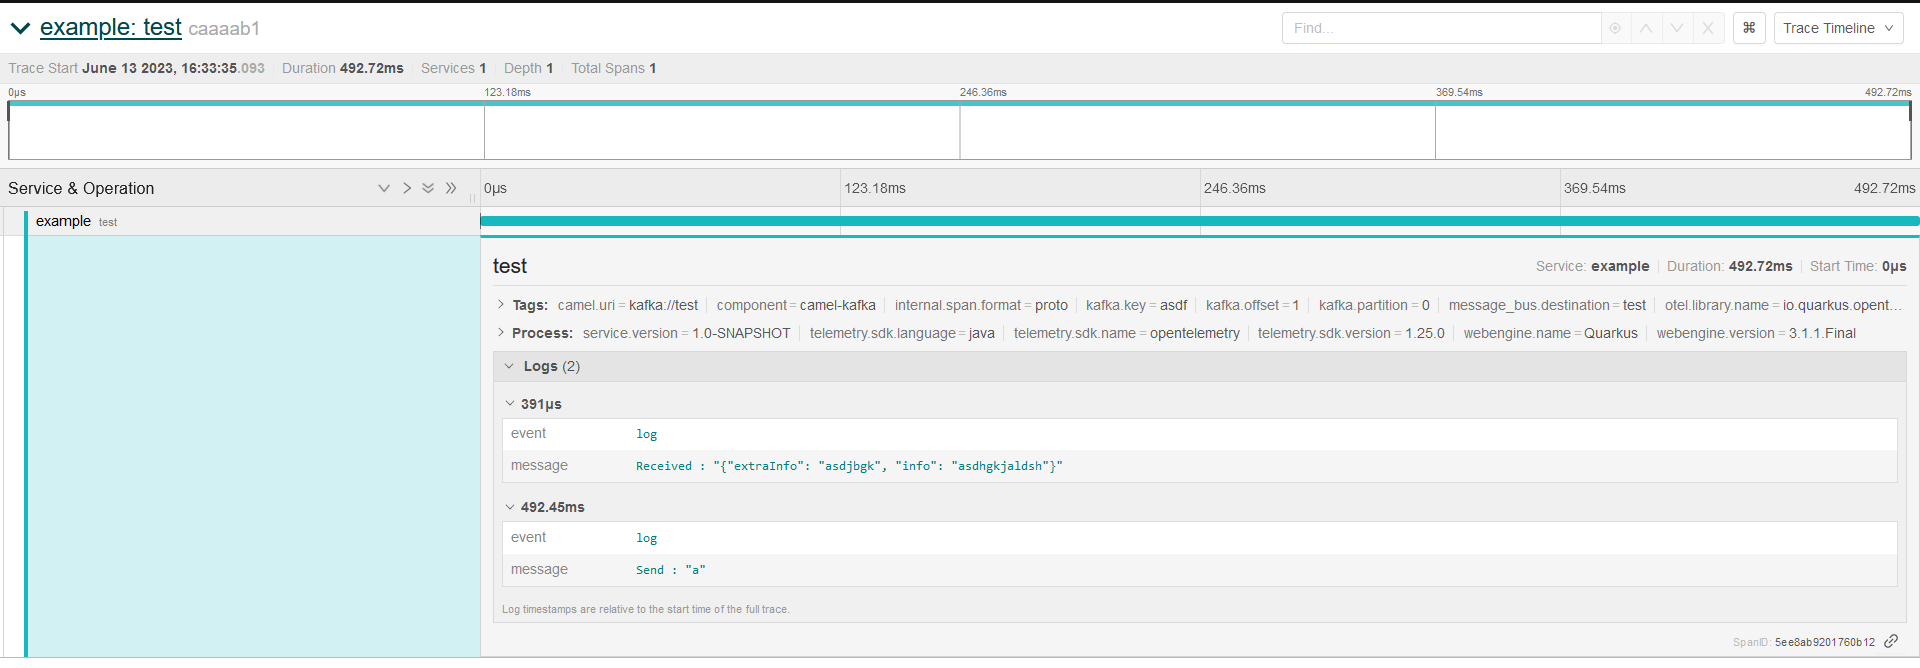 example: test caaaab1 Find... ⌘ Trace Timeline
Trace Start June 13 2023, 16:33:35.093 Duration 492.72ms Services 1 Depth 1 Total Spans 1
0μs 123.18ms 246.36ms 369.54ms 492.72ms
Service & Operation 0μs 123.18ms 246.36ms 369.54ms 492.72ms
example test
test Service: example Duration: 492.72ms Start Time: 0μs
Tags: camel.uri = kafka://test component = camel-kafka internal.span.format = proto kafka.key = asdf kafka.offset = 1 kafka.partition = 0 message_bus.destination = test otel.library.name = io.quarkus.opent...
Process: service.version = 1.0-SNAPSHOT telemetry.sdk.language = java telemetry.sdk.name = opentelemetry telemetry.sdk.version = 1.25.0 webengine.name = Quarkus webengine.version = 3.1.1.Final
Logs (2)
391μs
event log
message Received : "{"extraInfo": "asdjbgk", "info": "asdhgkjaldsh"}"
492.45ms
event log
message Send : "a"
Log timestamps are relative to the start time of the full trace.
SpanID: 5ee8ab9201760b12